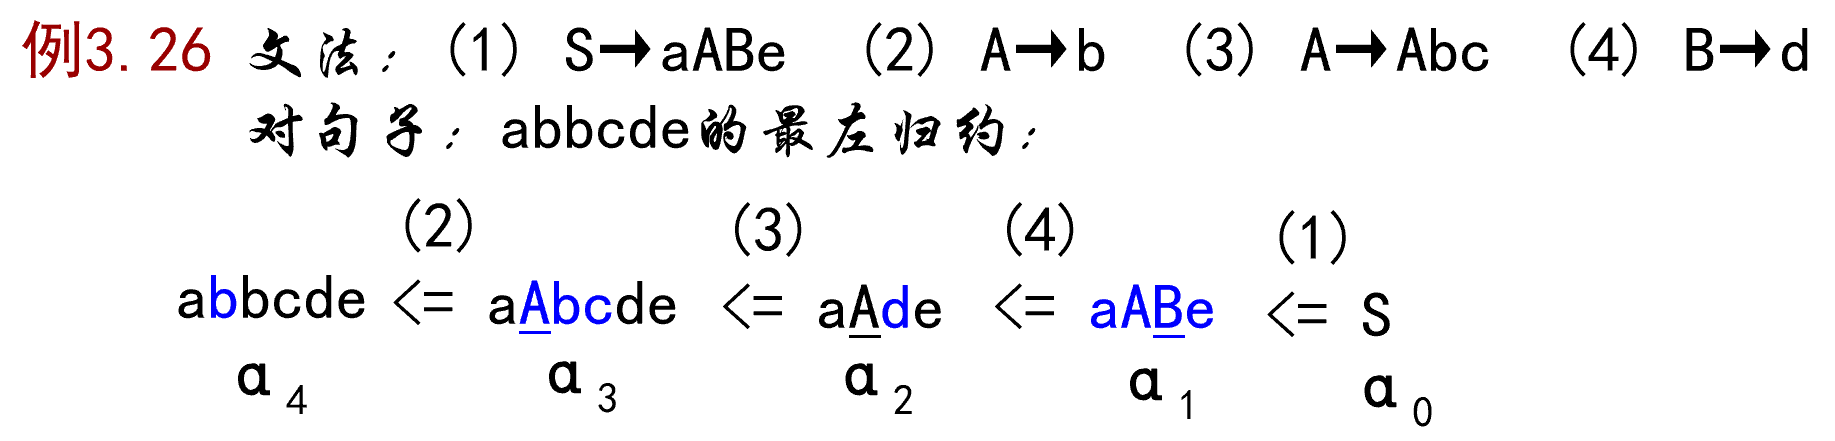 例3.26 文法：(1) S→aABe (2) A→b (3) A→Abc (4) B→d
对句子：abbcde的最左归约：
(2) (3) (4) (1)
abbcde <= aAbcde <= aAde <= aABe <= S
α4 α3 α2 α1 α0